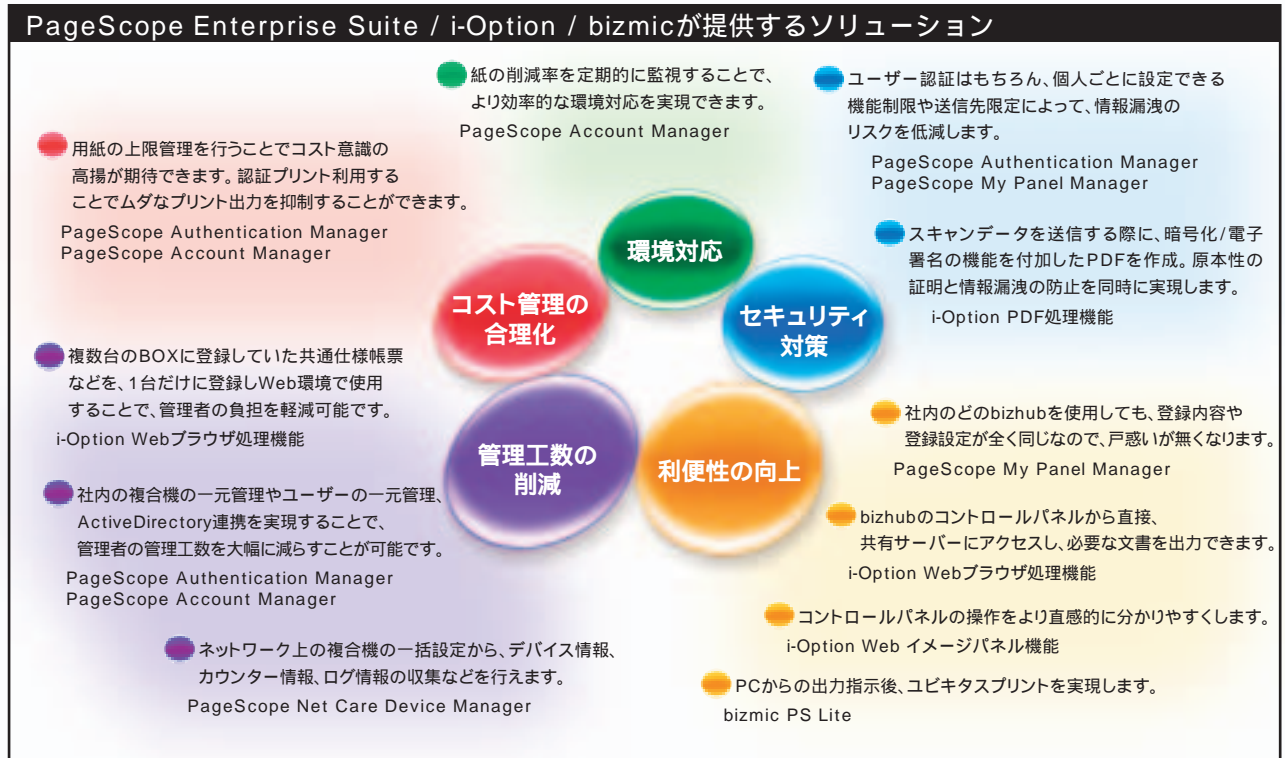 PageScope Enterprise Suite / i-Option / bizmicが提供するソリューション
紙の削減率を定期的に監視することで、
より効率的な環境対応を実現できます。
PageScope Account Manager
ユーザー認証はもちろん、個人ごとに設定できる
機能制限や送信先限定によって、情報漏洩の
リスクを低減します。
PageScope Authentication Manager
PageScope My Panel Manager
用紙の上限管理を行うことでコスト意識の
高揚が期待できます。認証プリント利用する
ことでムダなプリント出力を抑制することができます。
PageScope Authentication Manager
PageScope Account Manager
スキャンデータを送信する際に、暗号化/電子
署名の機能を付加したPDFを作成。原本性の
証明と情報漏洩の防止を同時に実現します。
i-Option PDF処理機能
環境対応
コスト管理の
合理化
セキュリティ
対策
管理工数の
削減
利便性の向上
複数台のBOXに登録していた共通仕様帳票
などを、1台だけに登録しWeb環境で使用
することで、管理者の負担を軽減可能です。
i-Option Webブラウザ処理機能
社内のどのbizhubを使用しても、登録内容や
登録設定が全く同じなので、戸惑いが無くなります。
PageScope My Panel Manager
社内の複合機の一元管理やユーザーの一元管理、
ActiveDirectory連携を実現することで、
管理者の管理工数を大幅に減らすことが可能です。
PageScope Authentication Manager
PageScope Account Manager
bizhubのコントロールパネルから直接、
共有サーバーにアクセスし、必要な文書を出力できます。
i-Option Webブラウザ処理機能
コントロールパネルの操作をより直感的に分かりやすくします。
i-Option Web イメージパネル機能
ネットワーク上の複合機の一括設定から、デバイス情報、
カウンター情報、ログ情報の収集などを行えます。
PageScope Net Care Device Manager
PCからの出力指示後、ユビキタスプリントを実現します。
bizmic PS Lite